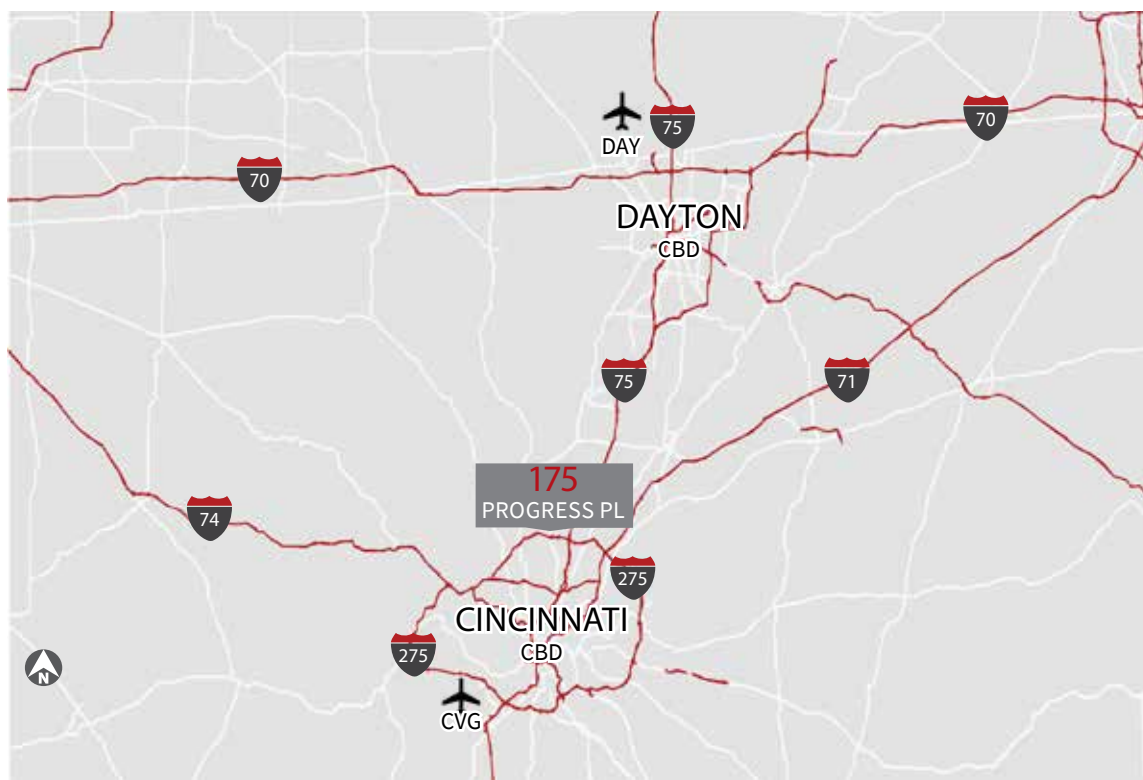 75
70
DAY
70
DAYTON
CBD
75
71
175
PROGRESS PL
74
275
CINCINNATI
CBD
275
N
CVG